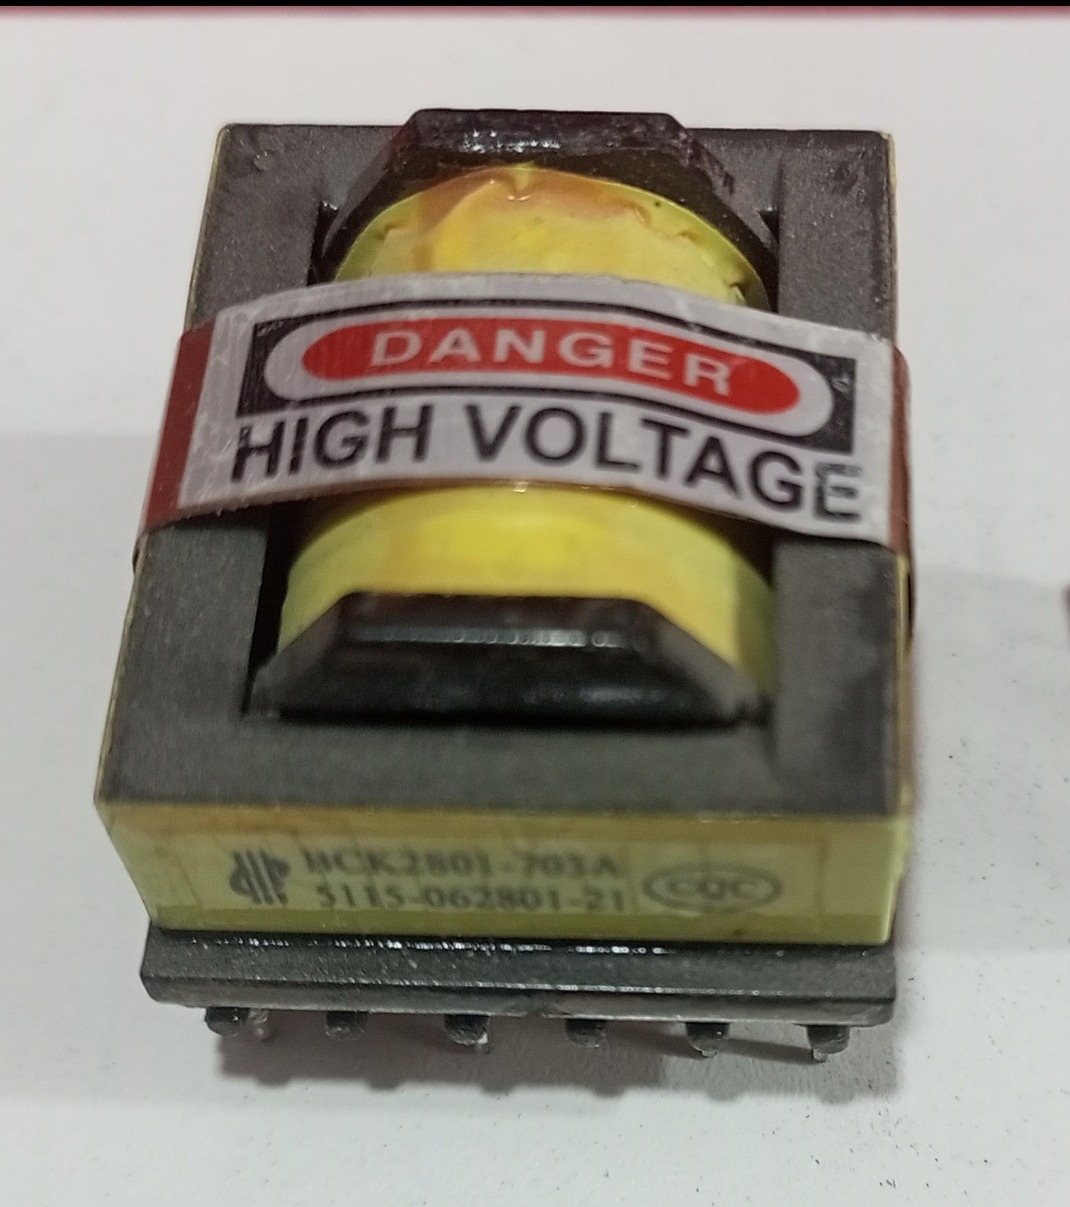 DANGER
HIGH VOLTAGE
BCK2801-703A
5115-062801-21
CQC